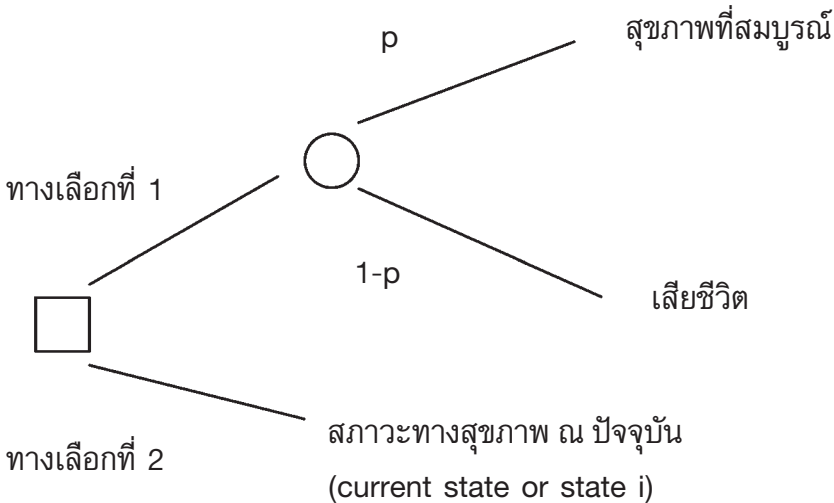 p
สุขภาพที่สมบูรณ์
ทางเลือกที่ 1
1-p
เสียชีวิต
สภาวะทางสุขภาพ ณ ปัจจุบัน
ทางเลือกที่ 2
(current state or state i)